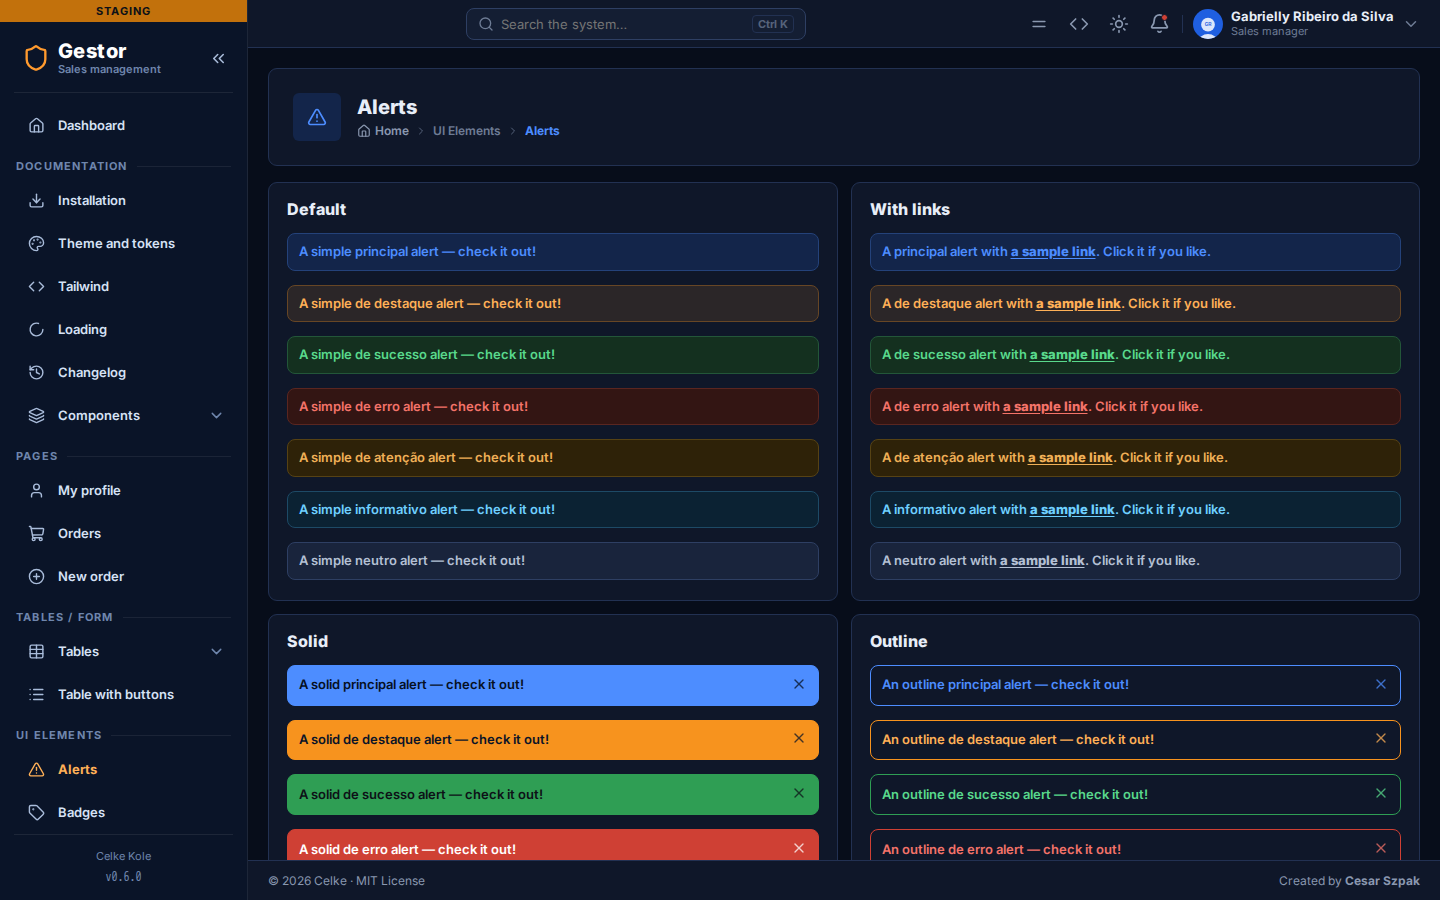 STAGING
Gestor
Sales management
Dashboard
DOCUMENTATION
Installation
Theme and tokens
Tailwind
Loading
Changelog
Components
PAGES
My profile
Orders
New order
TABLES / FORM
Tables
Table with buttons
UI ELEMENTS
Alerts
Badges
Celke Kole
v0.6.0
Search the system...
Ctrl K
GR
Gabrielly Ribeiro da Silva
Sales manager
Alerts
Home
UI Elements
Alerts
Default
A simple principal alert — check it out!
A simple de destaque alert — check it out!
A simple de sucesso alert — check it out!
A simple de erro alert — check it out!
A simple de atenção alert — check it out!
A simple informativo alert — check it out!
A simple neutro alert — check it out!
With links
A principal alert with a sample link. Click it if you like.
A de destaque alert with a sample link. Click it if you like.
A de sucesso alert with a sample link. Click it if you like.
A de erro alert with a sample link. Click it if you like.
A de atenção alert with a sample link. Click it if you like.
A informativo alert with a sample link. Click it if you like.
A neutro alert with a sample link. Click it if you like.
Solid
A solid principal alert — check it out!
A solid de destaque alert — check it out!
A solid de sucesso alert — check it out!
A solid de erro alert — check it out!
Outline
An outline principal alert — check it out!
An outline de destaque alert — check it out!
An outline de sucesso alert — check it out!
An outline de erro alert — check it out!
© 2026 Celke · MIT License
Created by Cesar Szpak